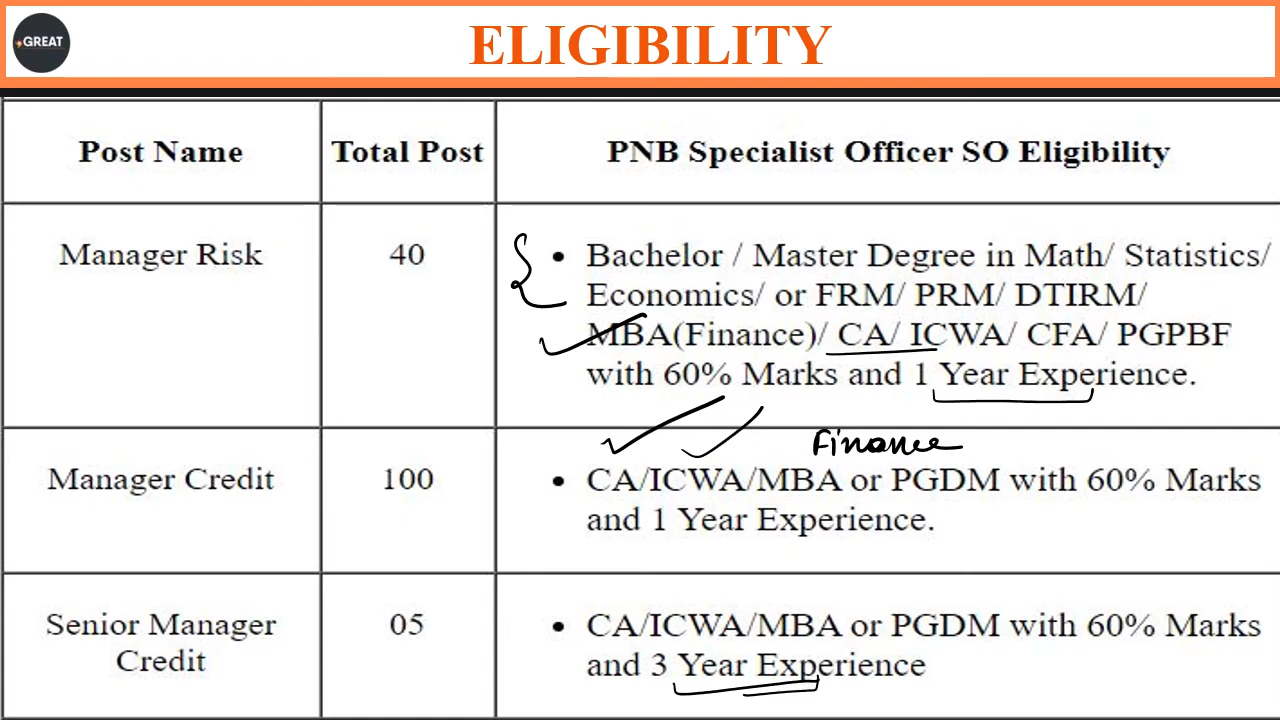 GREAT
ELIGIBILITY
Post Name
Total Post
PNB Specialist Officer SO Eligibility
Manager Risk
40
• Bachelor / Master Degree in Math/ Statistics/
Economics/ or FRM/ PRM/ DTIRM/
MBA(Finance)/ CA/ ICWA/ CFA/ PGPBF
with 60% Marks and 1 Year Experience.
Finance
Manager Credit
100
• CA/ICWA/MBA or PGDM with 60% Marks
and 1 Year Experience.
Senior Manager
Credit
05
• CA/ICWA/MBA or PGDM with 60% Marks
and 3 Year Experience